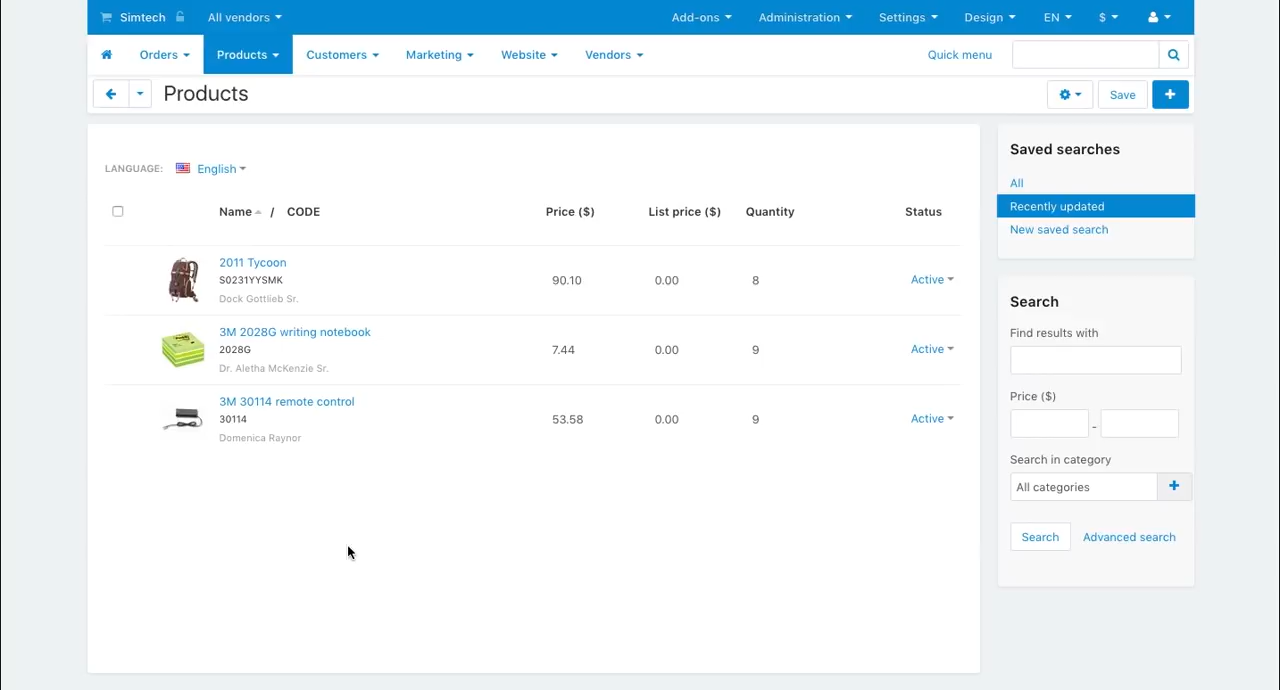 Simtech All vendors Add-ons Administration Settings Design EN $
Orders Products Customers Marketing Website Vendors Quick menu
Products Save
LANGUAGE: English
Name / CODE Price ($) List price ($) Quantity Status
2011 Tycoon
S0231YYSMK 90.10 0.00 8 Active
Dock Gottlieb Sr.
3M 2028G writing notebook
2028G 7.44 0.00 9 Active
Dr. Aletha McKenzie Sr.
3M 30114 remote control
30114 53.58 0.00 9 Active
Domenica Raynor
Saved searches
All
Recently updated
New saved search
Search
Find results with
Price ($)
-
Search in category
All categories
Search Advanced search